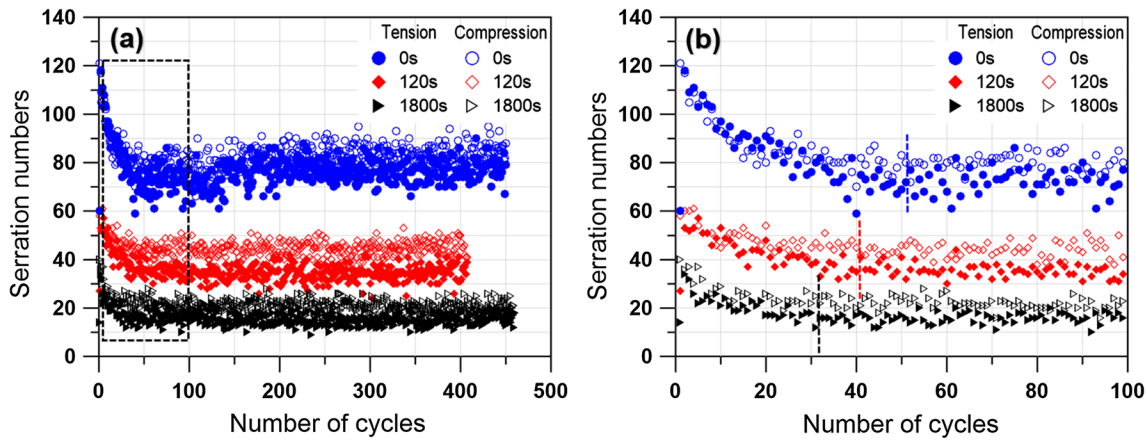 (a)
Tension Compression
0s 0s
120s 120s
1800s 1800s
140
120
100
80
60
40
20
0
Serration numbers
0 100 200 300 400 500
Number of cycles
(b)
Tension Compression
0s 0s
120s 120s
1800s 1800s
140
120
100
80
60
40
20
0
Serration numbers
0 20 40 60 80 100
Number of cycles